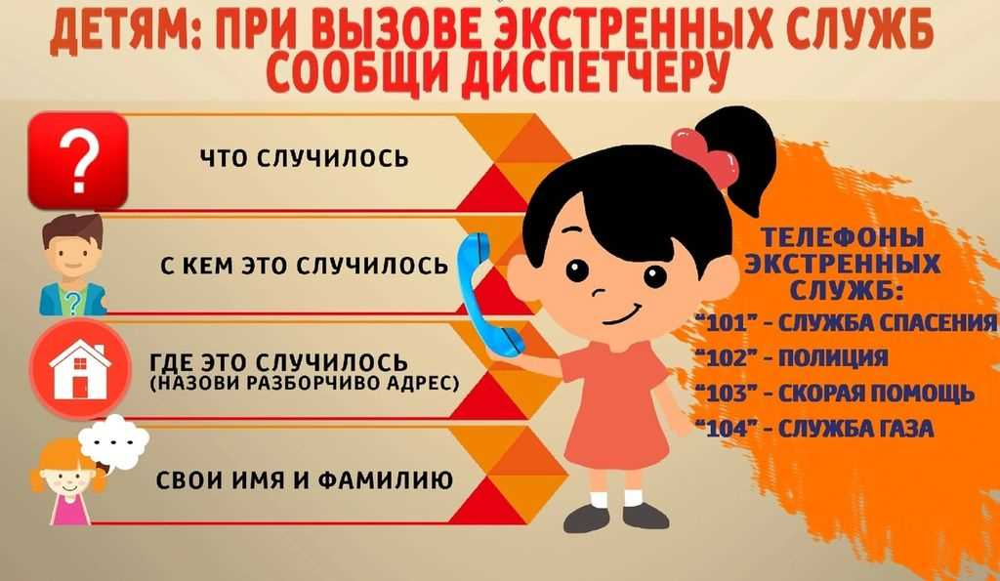 ДЕТЯМ: ПРИ ВЫЗОВЕ ЭКСТРЕННЫХ СЛУЖБ
СООБЩИ ДИСПЕТЧЕРУ
?
ЧТО СЛУЧИЛОСЬ
?
С КЕМ ЭТО СЛУЧИЛОСЬ
ГДЕ ЭТО СЛУЧИЛОСЬ
(НАЗОВИ РАЗБОРЧИВО АДРЕС)
СВОИ ИМЯ И ФАМИЛИЮ
ТЕЛЕФОНЫ
ЭКСТРЕННЫХ
СЛУЖБ:
“101” - СЛУЖБА СПАСЕНИЯ
“102” - ПОЛИЦИЯ
“103” - СКОРАЯ ПОМОЩЬ
“104” - СЛУЖБА ГАЗА